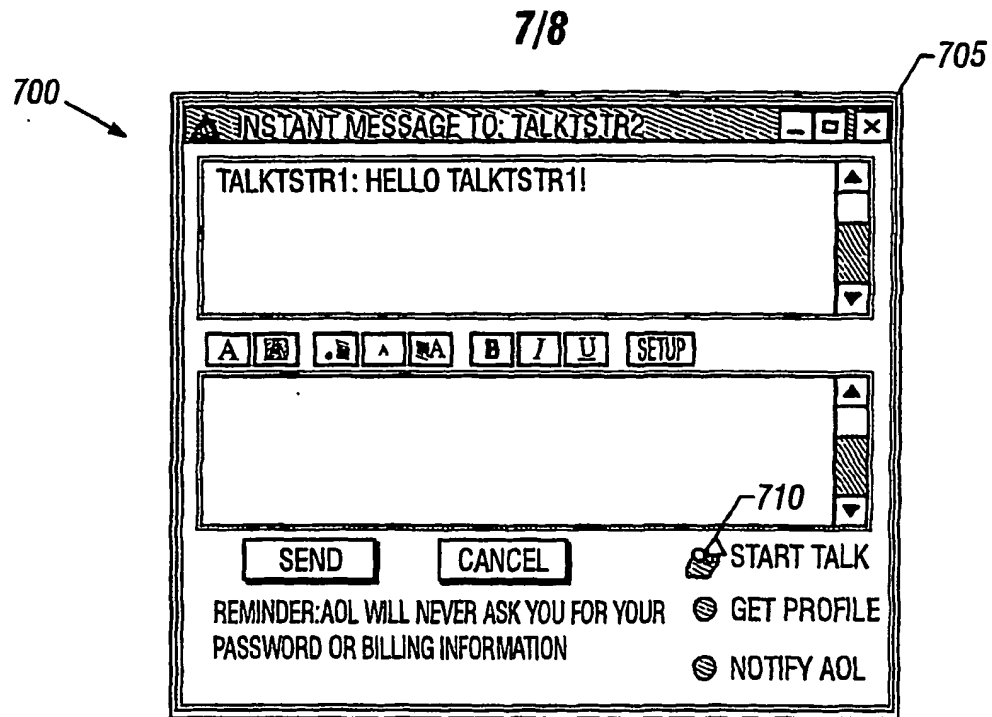 7/8
705
700
INSTANT MESSAGE TO: TALKTSTR2
TALKTSTR1: HELLO TALKTSTR1!
A A A A B I U SETUP
710
SEND CANCEL START TALK
REMINDER:AOL WILL NEVER ASK YOU FOR YOUR GET PROFILE
PASSWORD OR BILLING INFORMATION
NOTIFY AOL